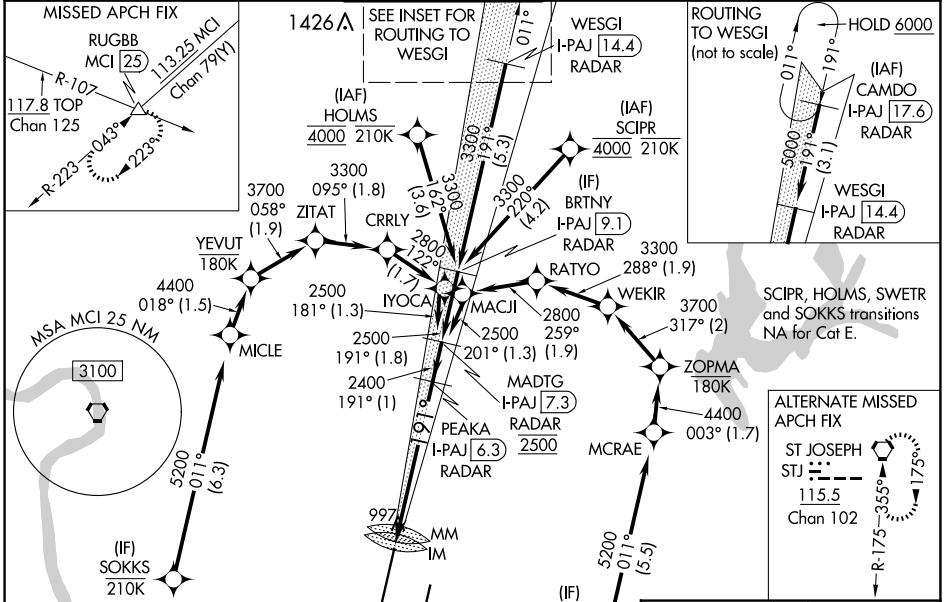 MISSED APCH FIX
RUGBB
MCI 25
113.25 MCI
Chan 79(Y)
R-107
117.8 TOP
Chan 125
R-223
043°
223°
1426
SEE INSET FOR
ROUTING TO
WESGI
011°
WESGI
I-PAJ 14.4
RADAR
ROUTING
TO WESGI
(not to scale)
HOLD 6000
011°
191°
(IAF)
CAMDO
I-PAJ 17.6
RADAR
5000
191°
(3.1)
WESGI
I-PAJ 14.4
RADAR
(IAF)
HOLMS
4000 210K
(IAF)
SCIPR
4000 210K
3300
191°
(5.3)
3300
162°
(3.6)
3300
220°
(4.2)
(IF)
BRTNY
I-PAJ 9.1
RADAR
3300
095° (1.8)
3700
058°
(1.9)
ZITAT
CRRLY
2800
122°
(1.7)
YEVUT
180K
4400
018° (1.5)
MICLE
IYOCA
MACJI
RATYO
3300
288° (1.9)
WEKIR
2500
181° (1.3)
2500
191° (1.8)
2400
191° (1)
2500
201° (1.3)
2800
259°
(1.9)
3700
317° (2)
SCIPR, HOLMS, SWETR
and SOKKS transitions
NA for Cat E.
MSA MCI 25 NM
3100
MADTG
I-PAJ 7.3
RADAR
2500
ZOPMA
180K
4400
003° (1.7)
MCRAE
PEAKA
I-PAJ 6.3
RADAR
191°
ALTERNATE MISSED
APCH FIX
ST JOSEPH
STJ
115.5
Chan 102
R-175
355°
175°
5200
011°
(6.3)
997
MM
IM
5200
011°
(5.5)
(IF)
SOKKS
210K
(IF)